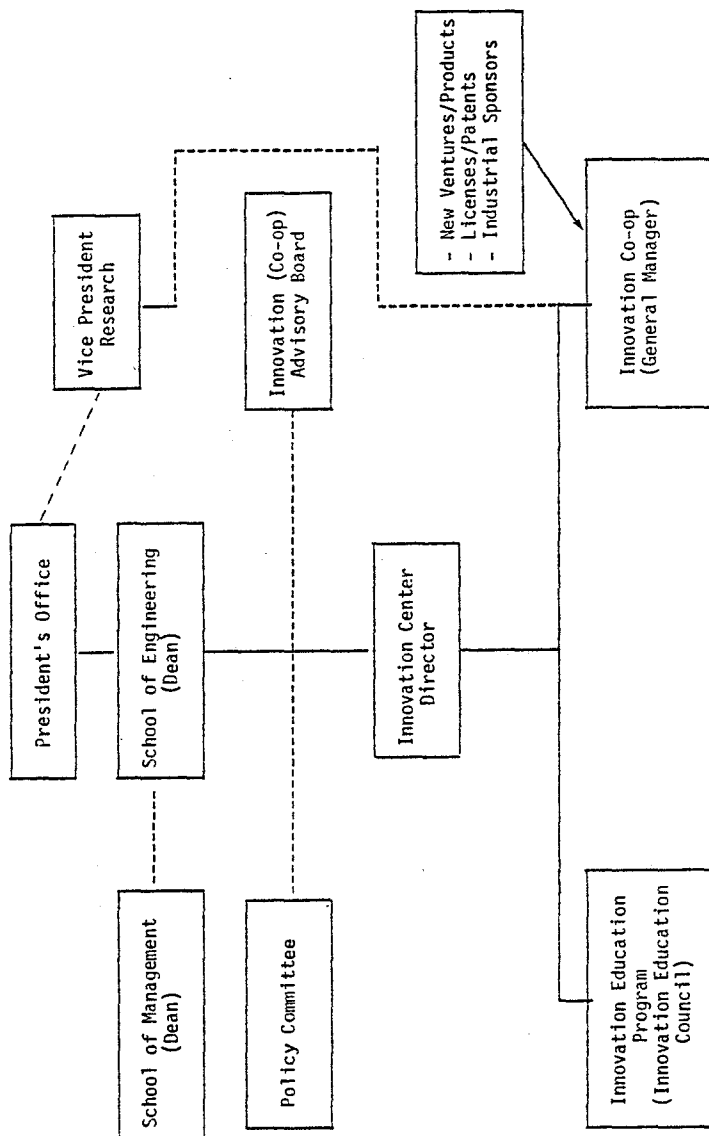 President's Office
Vice President
Research
School of Management
(Dean)
School of Engineering
(Dean)
Policy Committee
Innovation (Co-op)
Advisory Board
Innovation Center
Director
- New Ventures/Products
- Licenses/Patents
- Industrial Sponsors
Innovation Education
Program
(Innovation Education
Council)
Innovation Co-op
(General Manager)